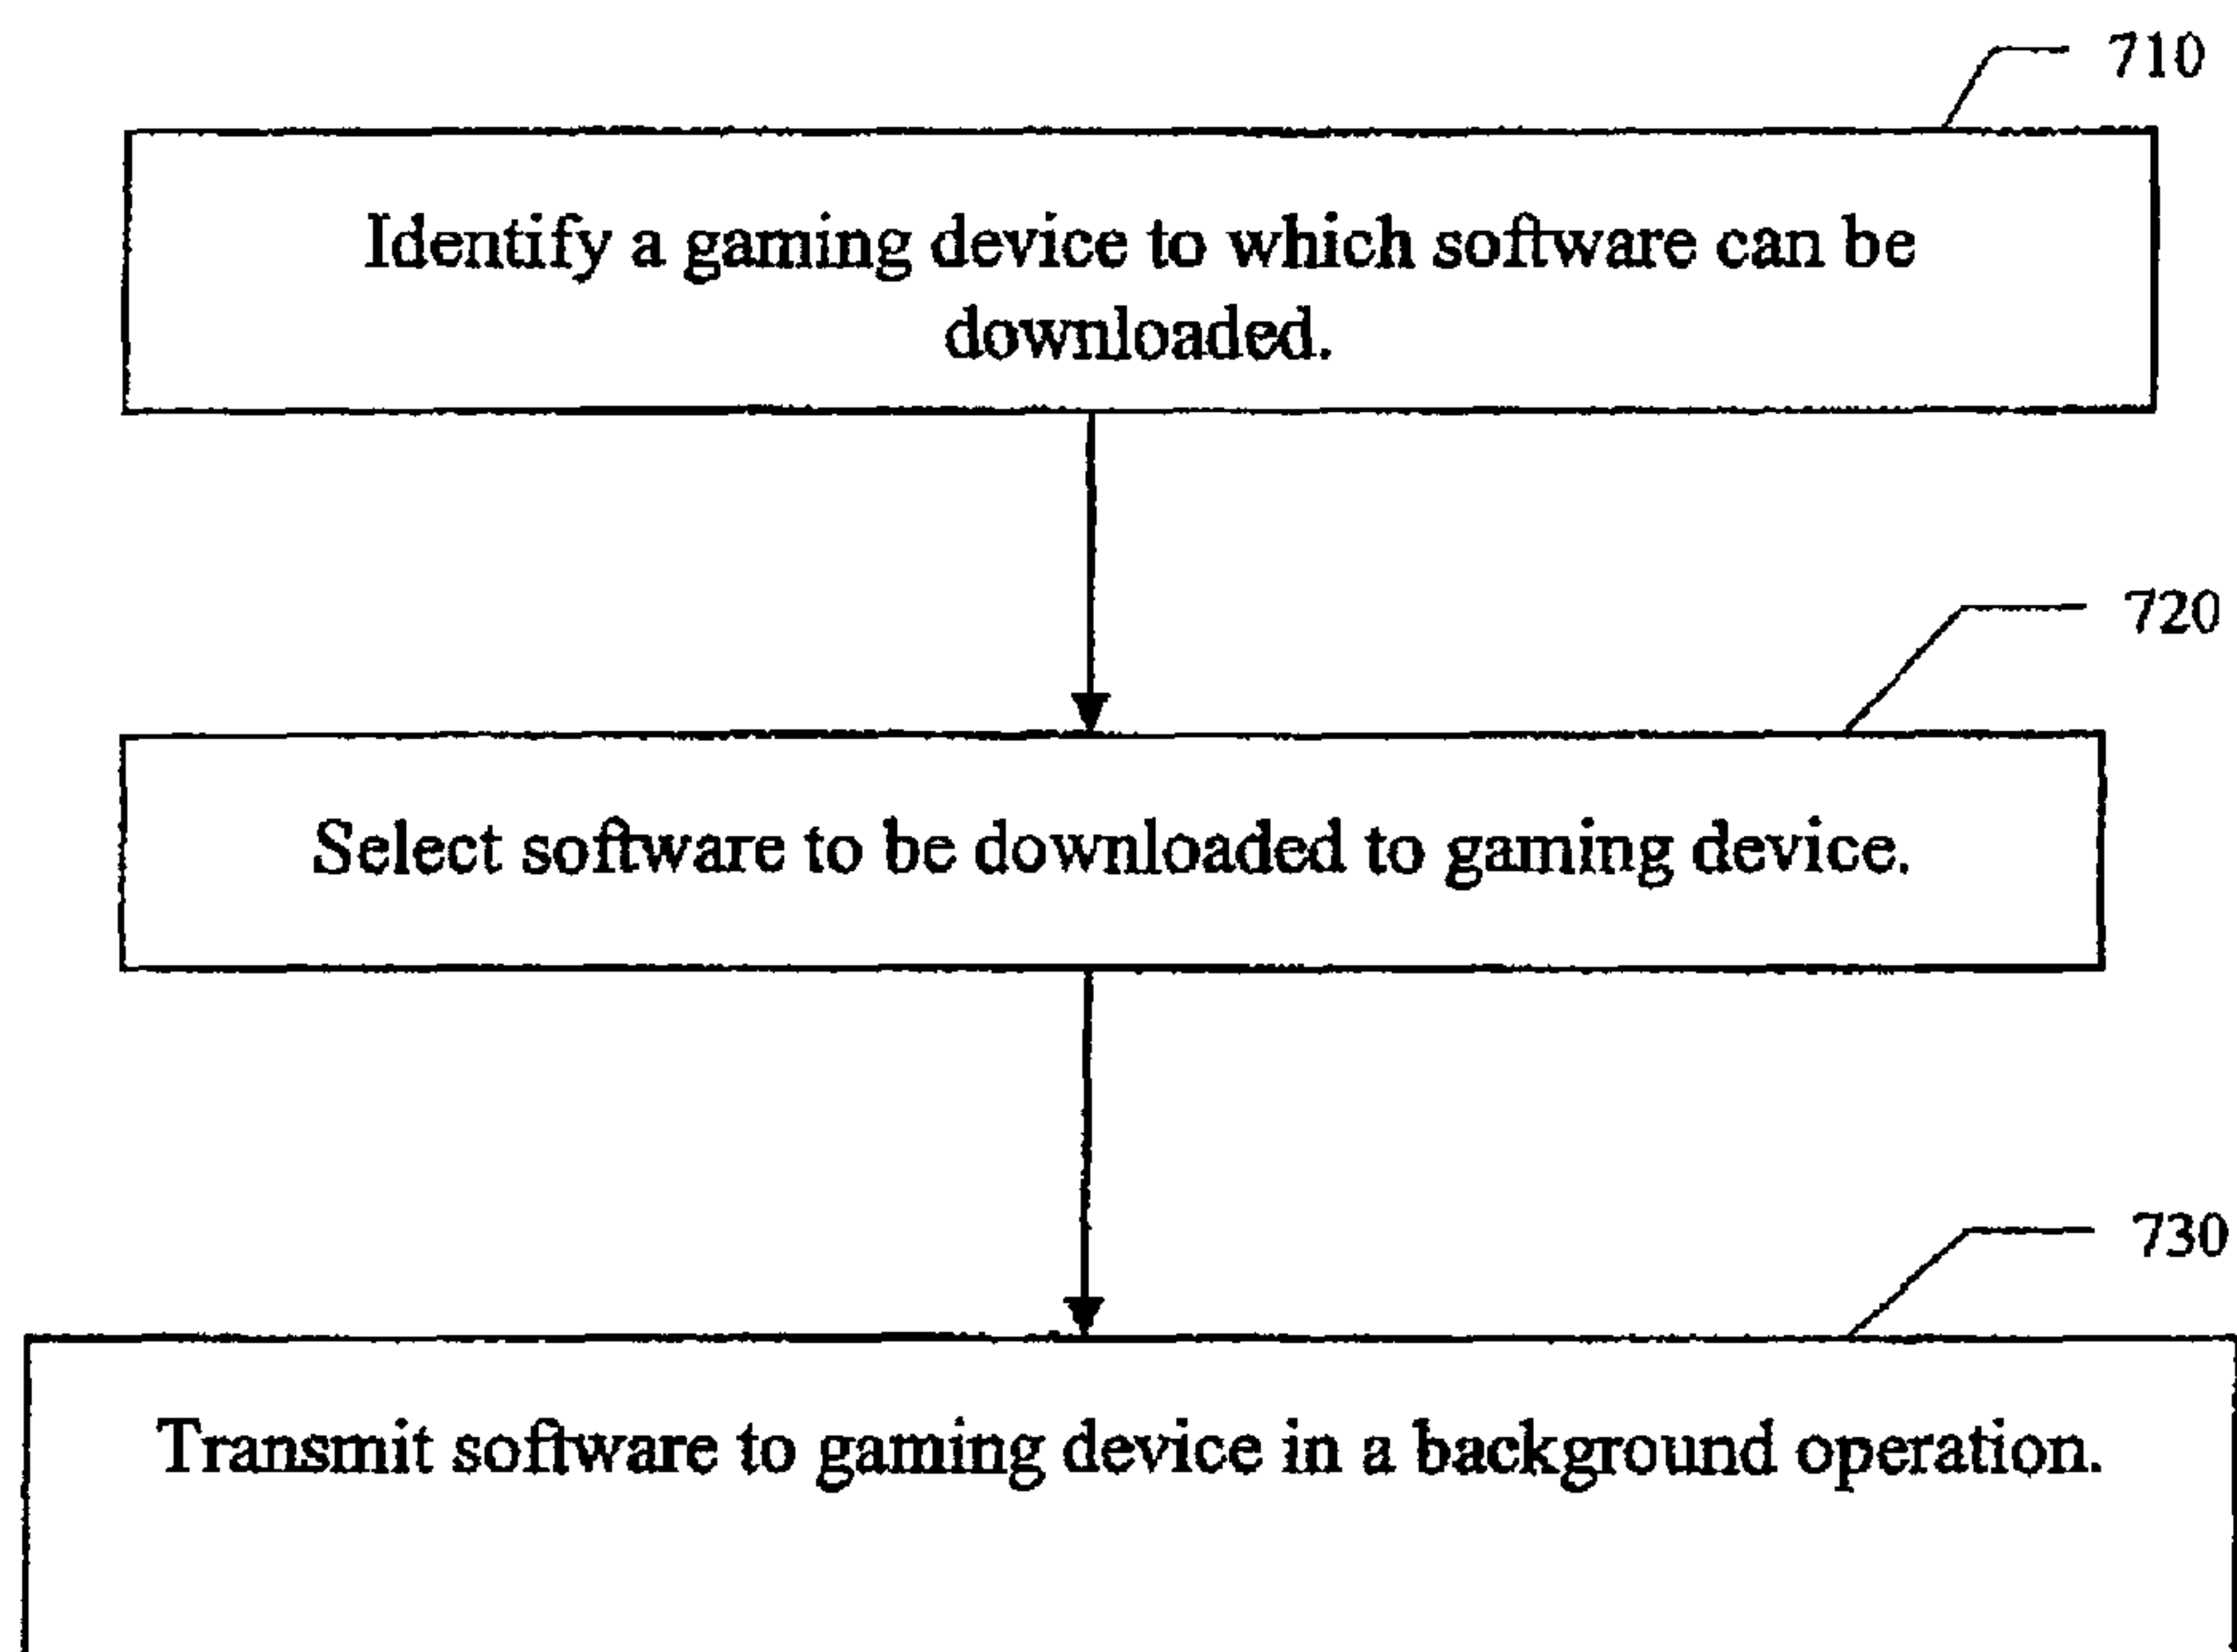 710
Identify a gaming device to which software can be
downloaded.
720
Select software to be downloaded to gaming device.
730
Transmit software to gaming device in a background operation.